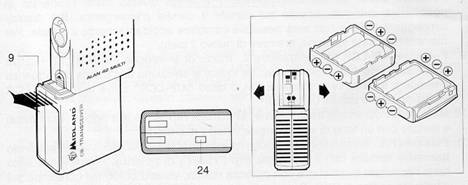 9
ALAN 42 MULTI
MIDLAND
CB TRANSCEIVER
24